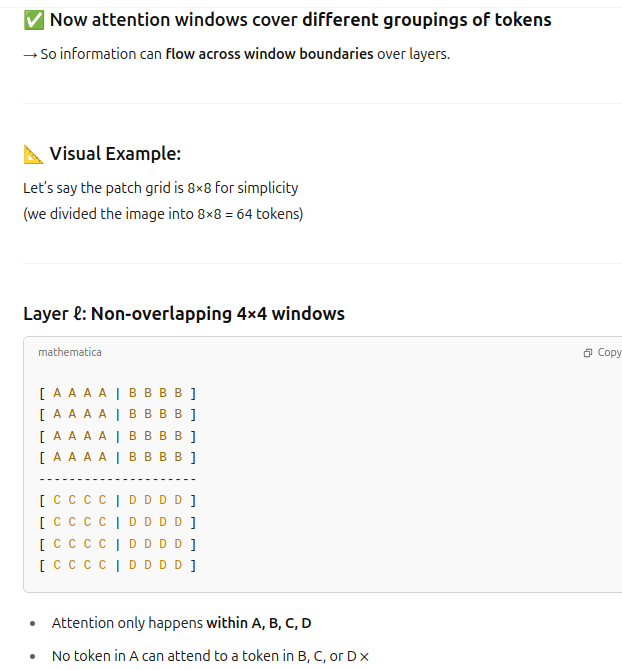 ✅ Now attention windows cover different groupings of tokens
→ So information can flow across window boundaries over layers.
📐 Visual Example:
Let’s say the patch grid is 8×8 for simplicity
(we divided the image into 8×8 = 64 tokens)
Layer ℓ: Non-overlapping 4×4 windows
mathematica
Copy
[ A A A A | B B B B ]
[ A A A A | B B B B ]
[ A A A A | B B B B ]
[ A A A A | B B B B ]
---------------------
[ C C C C | D D D D ]
[ C C C C | D D D D ]
[ C C C C | D D D D ]
[ C C C C | D D D D ]
• Attention only happens within A, B, C, D
• No token in A can attend to a token in B, C, or D ×